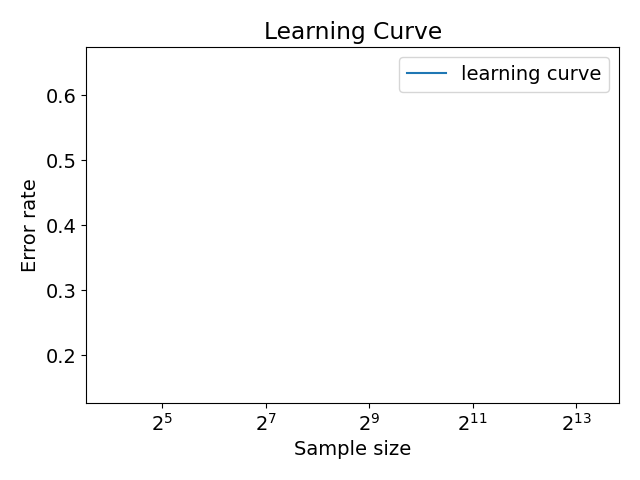 Learning Curve
learning curve
0.6
0.5
0.4
0.3
0.2
Error rate
2^5 2^7 2^9 2^11 2^13
Sample size